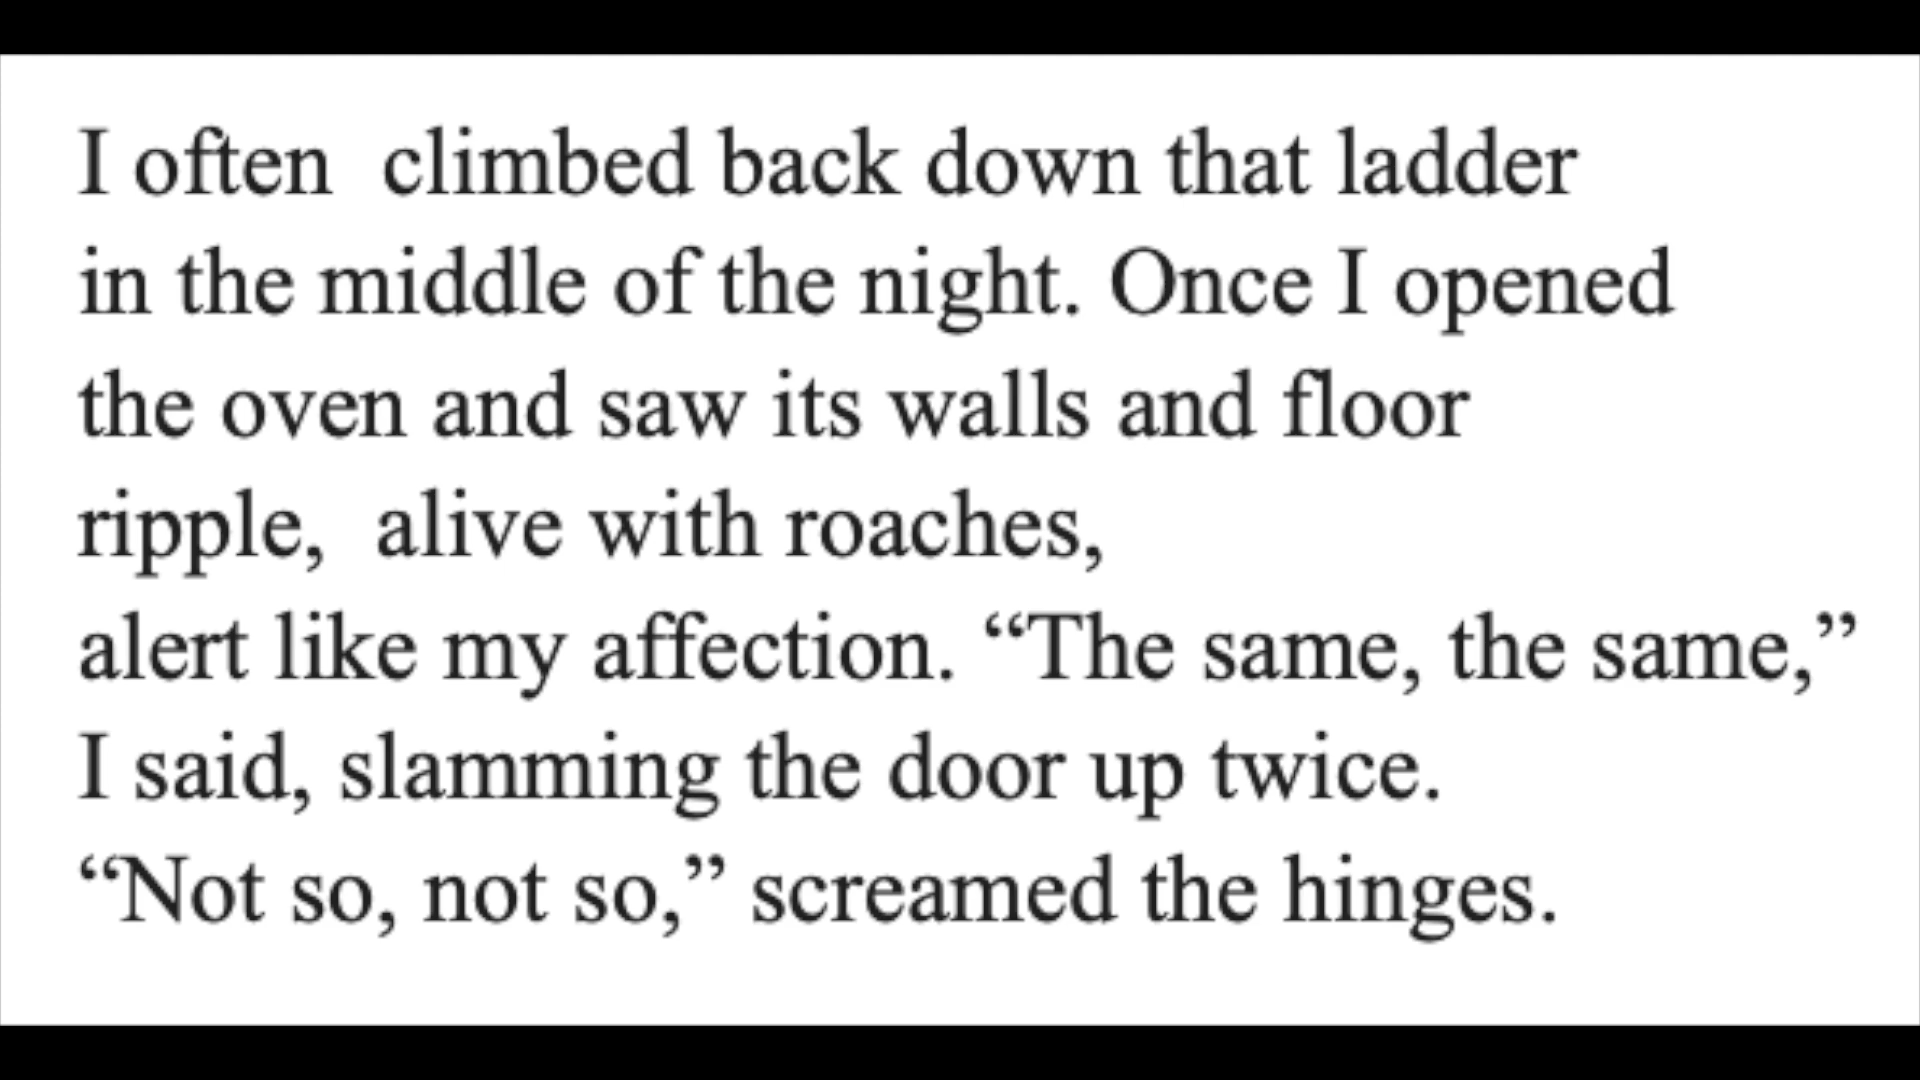 I often  climbed back down that ladder
in the middle of the night. Once I opened
the oven and saw its walls and floor
ripple,  alive with roaches,
alert like my affection. “The same, the same,”
I said, slamming the door up twice.
“Not so, not so,” screamed the hinges.